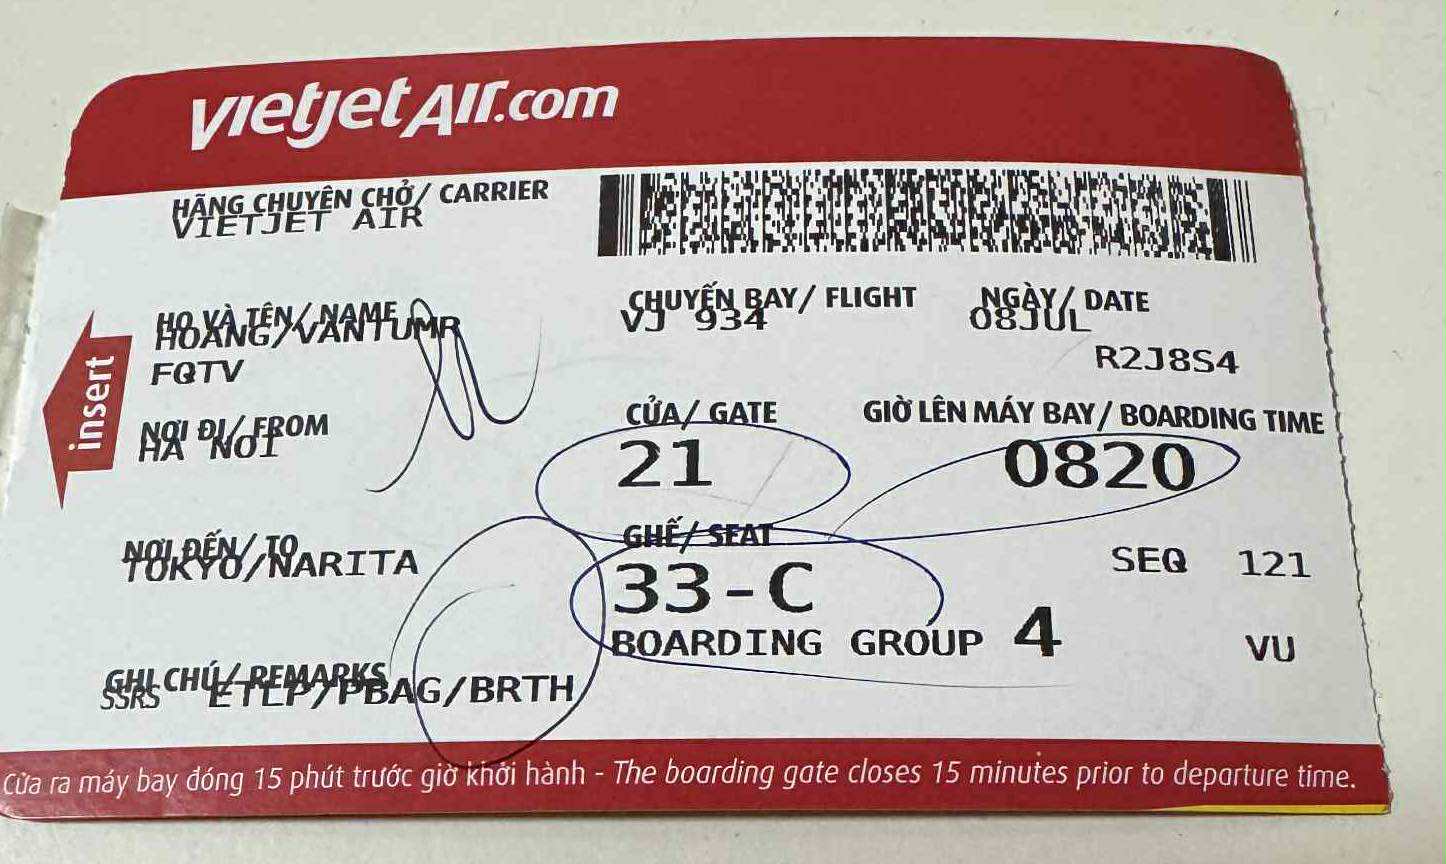 vietjetAir.com
HÃNG CHUYÊN CHỞ/ CARRIER
VIETJET AIR
HỌ VÀ TÊN/ NAME
HOANG/VANTUMR
FQTV
CHUYẾN BAY/ FLIGHT
VJ 934
NGÀY/ DATE
08JUL
R2J8S4
insert
NƠI ĐI/ FROM
HA NOI
CỬA/ GATE
21
GIỜ LÊN MÁY BAY/ BOARDING TIME
0820
NƠI ĐẾN/ TO
TOKYO/NARITA
GHẾ/ SEAT
33-C
SEQ 121
BOARDING GROUP 4
VU
GHI CHÚ/ REMARKS
SSRS ETLP/PBAG/BRTH
Cửa ra máy bay đóng 15 phút trước giờ khởi hành - The boarding gate closes 15 minutes prior to departure time.